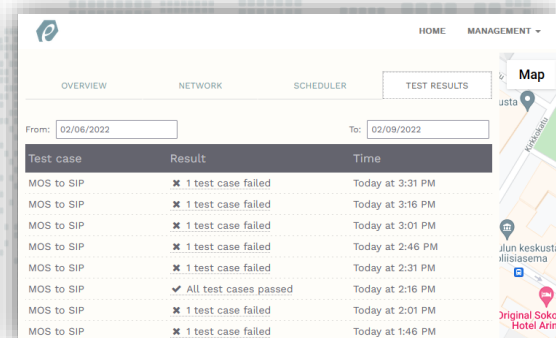 HOME MANAGEMENT
OVERVIEW NETWORK SCHEDULER TEST RESULTS
Map
From: 02/06/2022 To: 02/09/2022
usta
Kirkkokatu
Test case Result Time
MOS to SIP ✖ 1 test case failed Today at 3:31 PM
MOS to SIP ✖ 1 test case failed Today at 3:16 PM
MOS to SIP ✖ 1 test case failed Today at 3:01 PM
MOS to SIP ✖ 1 test case failed Today at 2:46 PM
MOS to SIP ✖ 1 test case failed Today at 2:31 PM
MOS to SIP ✔ All test cases passed Today at 2:16 PM
MOS to SIP ✖ 1 test case failed Today at 2:01 PM
MOS to SIP ✖ 1 test case failed Today at 1:46 PM
ulun keskusta
oliisiasema
Original Soko
Hotel Arin